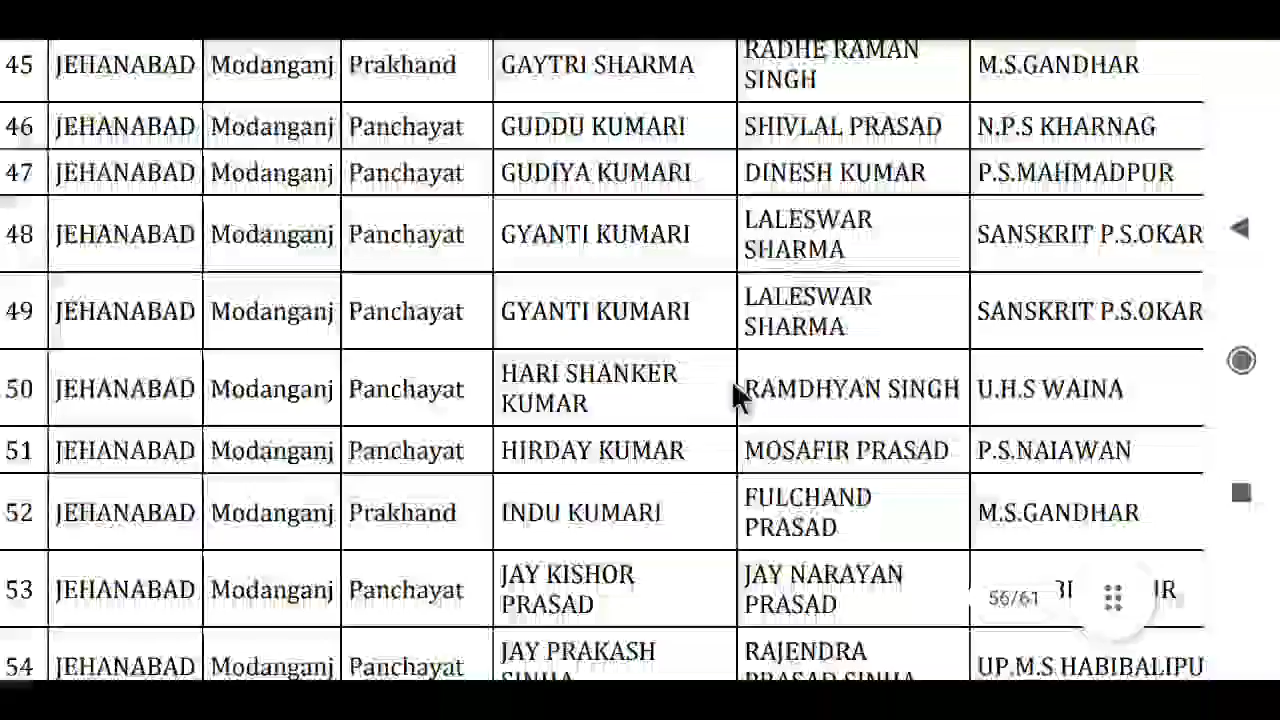 45 JEHANABAD Modanganj Prakhand GAYTRI SHARMA RADHE RAMAN SINGH M.S.GANDHAR
46 JEHANABAD Modanganj Panchayat GUDDU KUMARI SHIVLAL PRASAD N.P.S KHARNAG
47 JEHANABAD Modanganj Panchayat GUDIYA KUMARI DINESH KUMAR P.S.MAHMADPUR
48 JEHANABAD Modanganj Panchayat GYANTI KUMARI LALESWAR SHARMA SANSKRIT P.S.OKAR
49 JEHANABAD Modanganj Panchayat GYANTI KUMARI LALESWAR SHARMA SANSKRIT P.S.OKAR
50 JEHANABAD Modanganj Panchayat HARI SHANKER KUMAR RAMDHYAN SINGH U.H.S WAINA
51 JEHANABAD Modanganj Panchayat HIRDAY KUMAR MOSAFIR PRASAD P.S.NAIAWAN
52 JEHANABAD Modanganj Prakhand INDU KUMARI FULCHAND PRASAD M.S.GANDHAR
53 JEHANABAD Modanganj Panchayat JAY KISHOR PRASAD JAY NARAYAN PRASAD
56/61
54 JEHANABAD Modanganj Panchayat JAY PRAKASH SINHA RAJENDRA PRASAD SINHA UP.M.S HABIBALIPU